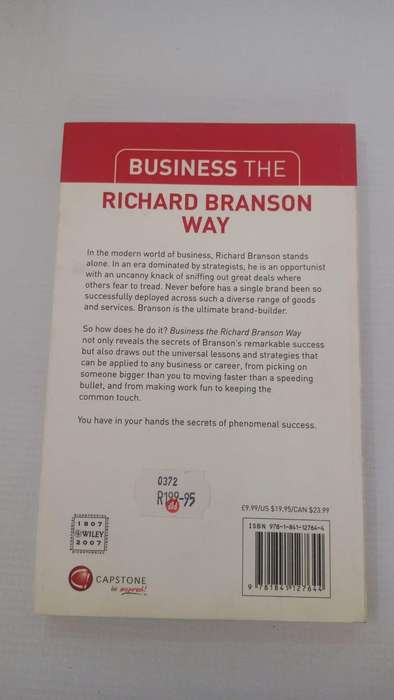 BUSINESS THE
RICHARD BRANSON
WAY
In the modern world of business, Richard Branson stands
alone. In an era dominated by strategists, he is an opportunist
with an uncanny knack of sniffing out great deals where
others fear to tread. Never before has a single brand been so
successfully deployed across such a diverse range of goods
and services. Branson is the ultimate brand-builder.
So how does he do it? Business the Richard Branson Way
not only reveals the secrets of Branson's remarkable success
but also draws out the universal lessons and strategies that
can be applied to any business or career, from picking on
someone bigger than you to moving faster than a speeding
bullet, and from making work fun to keeping the
common touch.
You have in your hands the secrets of phenomenal success.
0372
R199-95
£9.99/US $19.95/CAN $23.99
ISBN 978-1-841-12764-4
9 781841 127644
1807
WILEY
2007
CAPSTONE
be inspired!